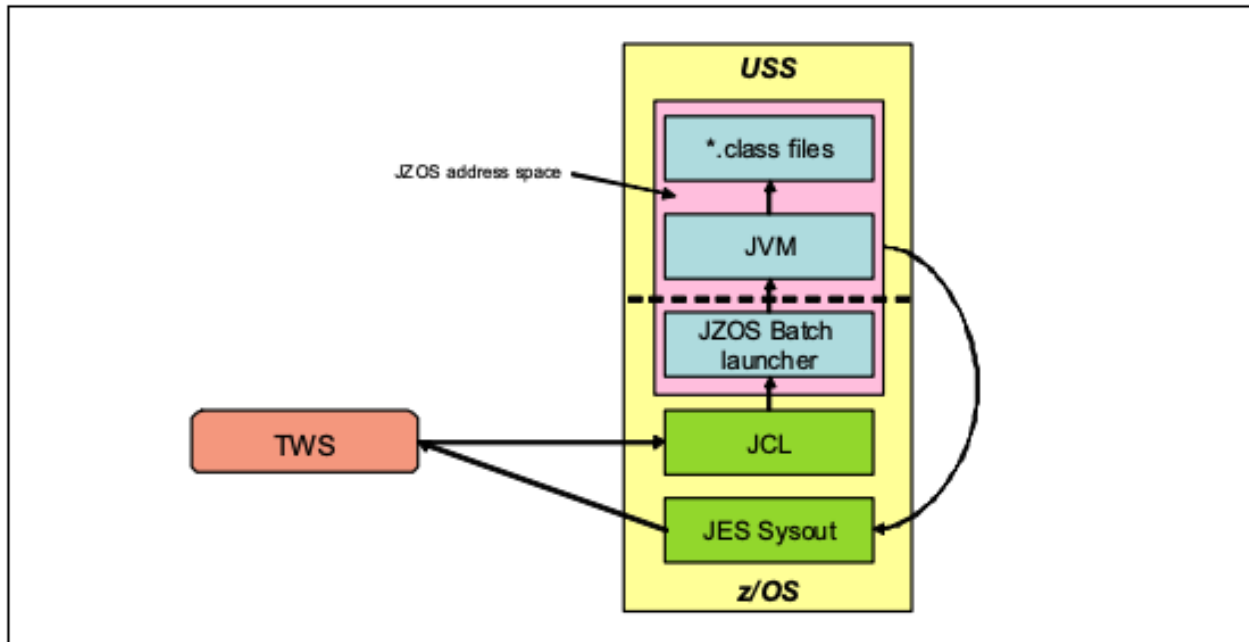 USS
*.class files
JZOS address space
JVM
JZOS Batch
launcher
TWS
JCL
JES Sysout
z/OS